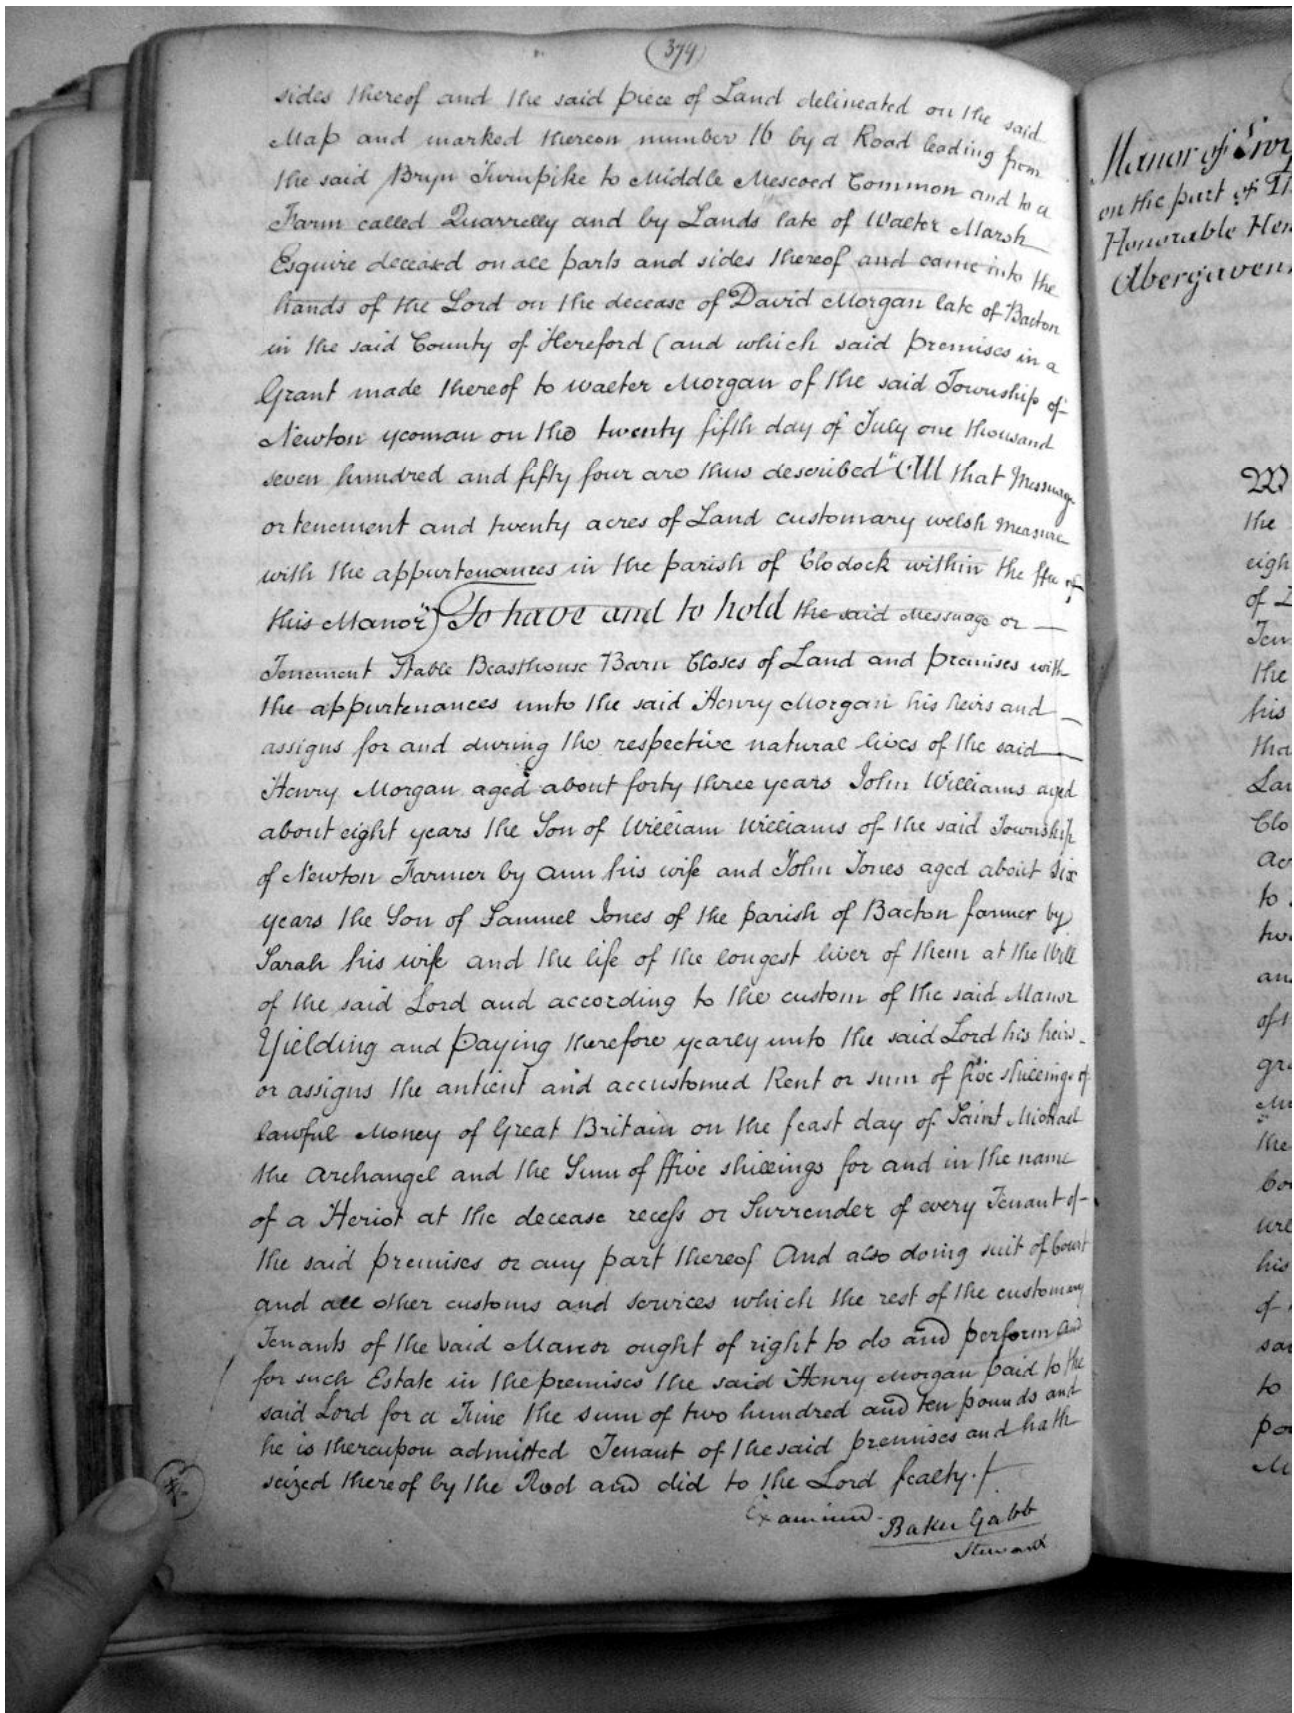 (374)
sides thereof and the said piece of Land delineated on the said
Map and marked thereon number 16 by a Road leading from
the said Bryn Turnpike to Middle Mescoed Common and to a
Farm called Quarrelly and by Lands late of Walter Marsh
Esquire deceased on all parts and sides thereof and came into the
hands of the Lord on the decease of David Morgan late of Bacton
in the said County of Hereford (and which said premises in a
Grant made thereof to Walter Morgan of the said Township of
Newton yeoman on the twenty fifth day of July one thousand
seven hundred and fifty four are thus described "All that Messuage
or tenement and twenty acres of Land customary welsh measure
with the appurtenances in the parish of Clodock within the ffee of
this Manor") To have and to hold the said Messuage or
Tenement Stable Beasthouse Barn Closes of Land and premises with
the appurtenances unto the said Henry Morgan his heirs and
assigns for and during the respective natural lives of the said
Henry Morgan aged about forty three years John Williams aged
about eight years the Son of William Williams of the said Township
of Newton Farmer by Ann his wife and John Jones aged about six
years the Son of Samuel Jones of the parish of Bacton farmer by
Sarah his wife and the life of the longest liver of them at the Will
of the said Lord and according to the custom of the said Manor
Yielding and Paying therefore yearly unto the said Lord his heirs
or assigns the antient and accustomed Rent or sum of five shillings of
lawful Money of Great Britain on the feast day of Saint Michael
the Archangel and the Sum of ffive shillings for and in the name
of a Heriot at the decease recess or Surrender of every Tenant of
the said premises or any part thereof And also doing suit of Court
and all other customs and services which the rest of the customary
Tenants of the said Manor ought of right to do and perform and
for such Estate in the premises the said Henry Morgan paid to the
said Lord for a Fine the sum of two hundred and ten pounds and
he is thereupon admitted Tenant of the said premises and hath
seized thereof by the Rod and did to the Lord fealty.
Examined
Baker Gabb
Steward
Manor of
on the part of
Honorable
the
of
the
his
to
and
the
his
of
to